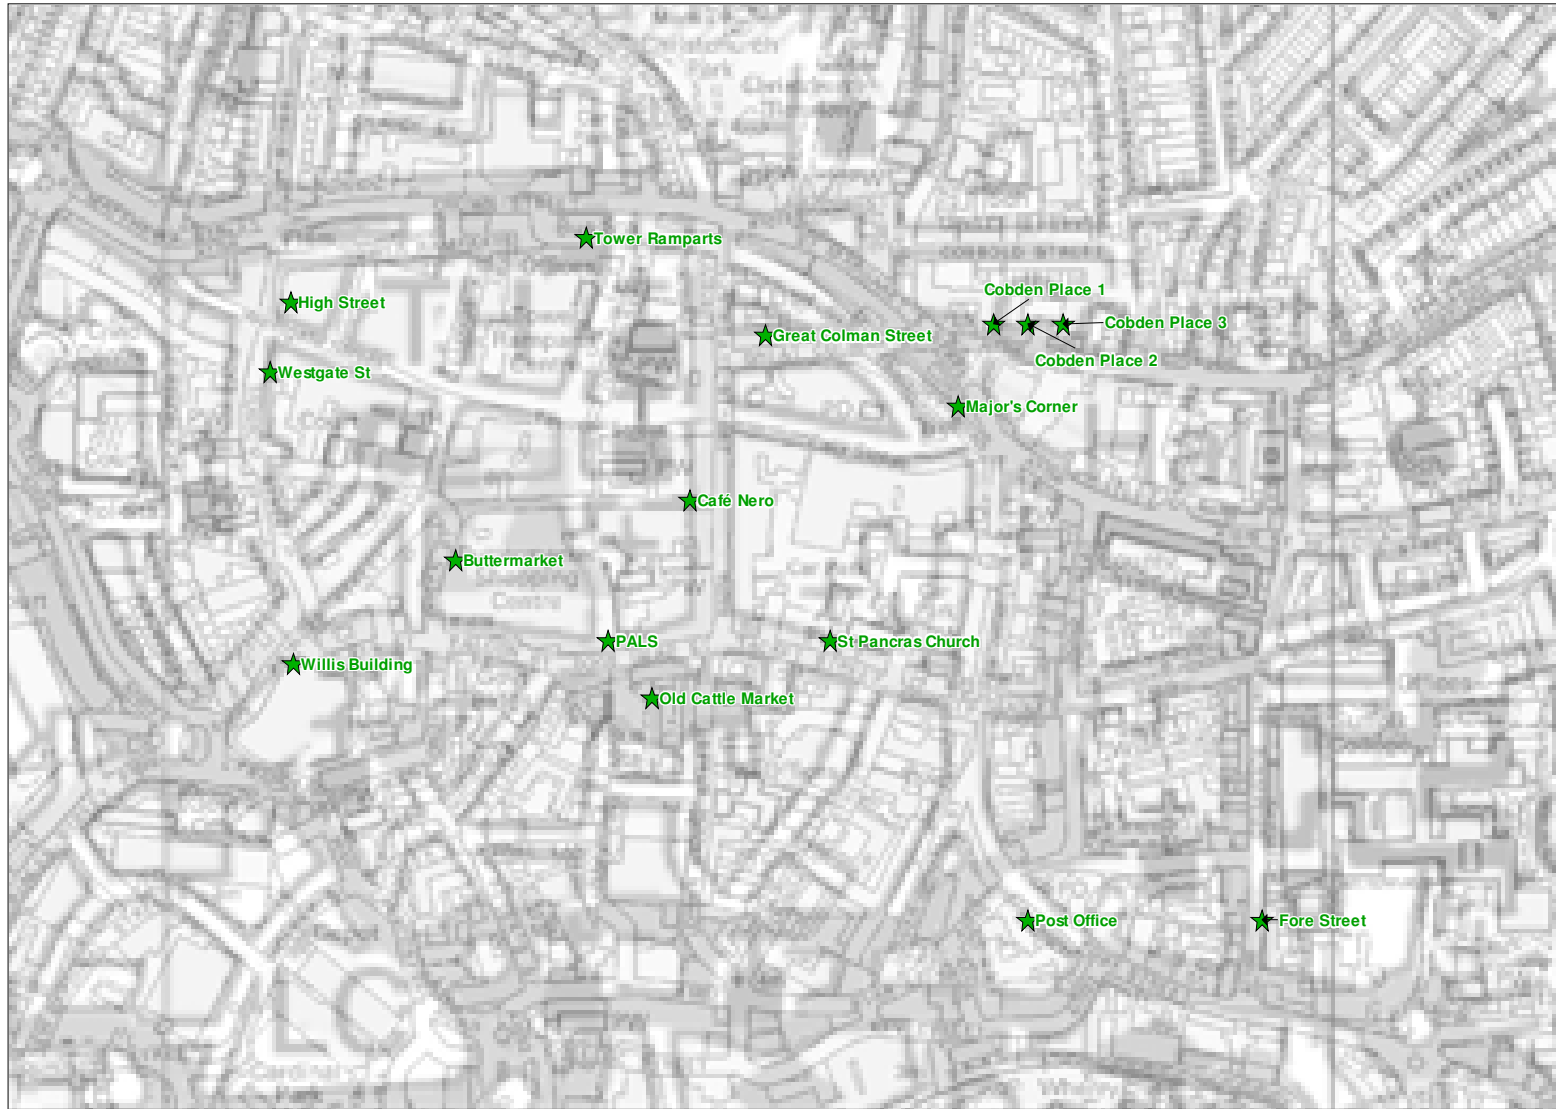 Tower Ramparts
Cobden Place 1
High Street
Cobden Place 3
Great Colman Street
Cobden Place 2
Westgate St
Major's Corner
Café Nero
Buttermarket
Centre
PALS
St Pancras Church
Willis Building
Old Cattle Market
Post Office
Fore Street